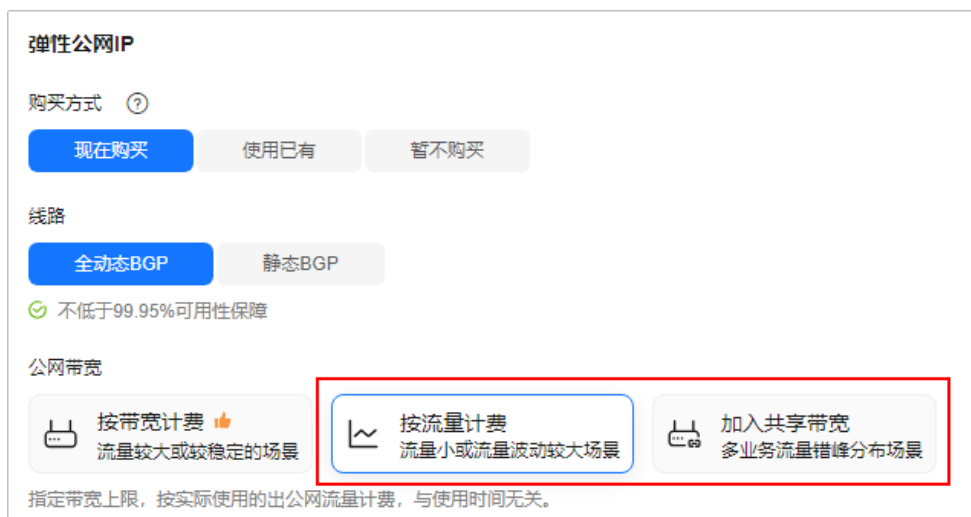 弹性公网IP
购买方式 ?
现在购买 使用已有 暂不购买
线路
全动态BGP 静态BGP
不低于99.95%可用性保障
公网带宽
按带宽计费 按流量计费 加入共享带宽
流量较大或较稳定的场景 流量小或流量波动较大场景 多业务流量错峰分布场景
指定带宽上限，按实际使用的出公网流量计费，与使用时间无关。